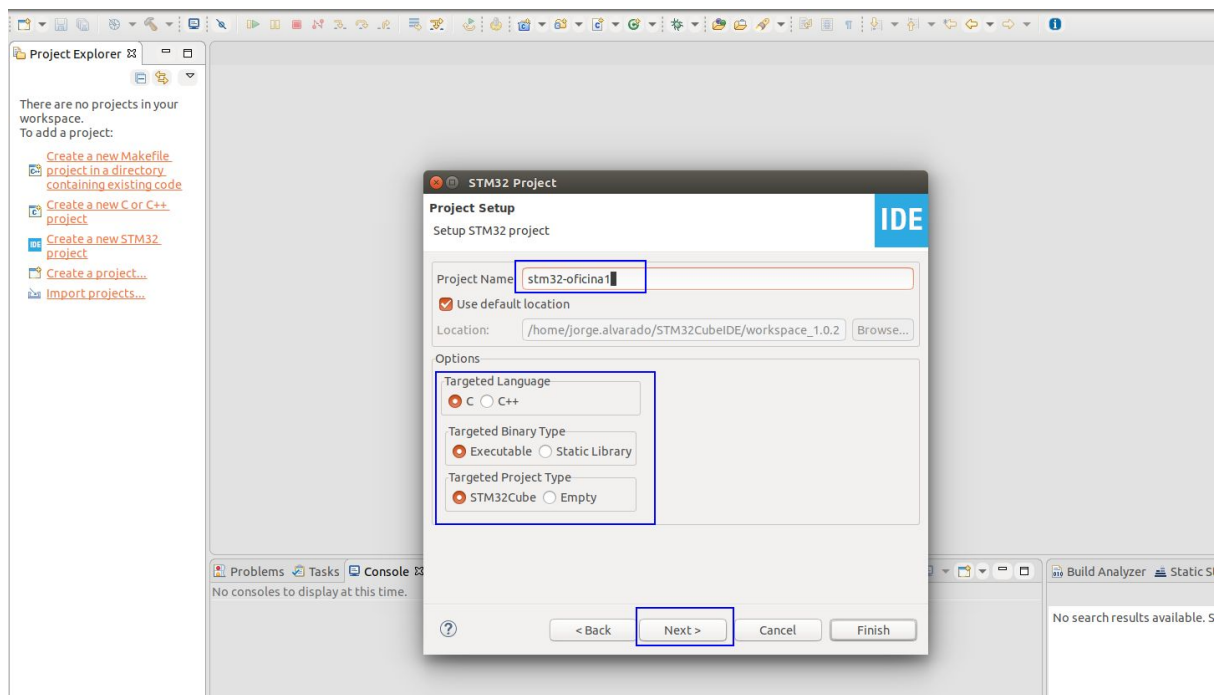 Project Explorer
There are no projects in your
workspace.
To add a project:
Create a new Makefile
project in a directory
containing existing code
Create a new C or C++
project
IDE
Create a new STM32
project
Create a project...
Import projects...
STM32 Project
Project Setup
Setup STM32 project
IDE
Project Name
stm32-oficina1
Use default location
Location:
/home/jorge.alvarado/STM32CubeIDE/workspace_1.0.2
Browse...
Options
Targeted Language
C
C++
Targeted Binary Type
Executable
Static Library
Targeted Project Type
STM32Cube
Empty
?
< Back
Next >
Cancel
Finish
Problems
Tasks
Console
No consoles to display at this time.
Build Analyzer
Static S
No search results available. S